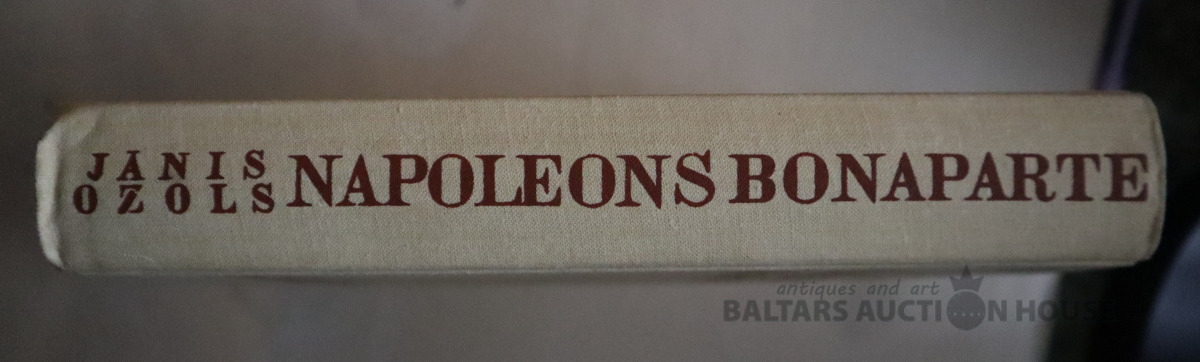 JĀNIS
OZOLS
NAPOLEONS BONAPARTE
antiques and art
BALTARS AUCTION HOUSE